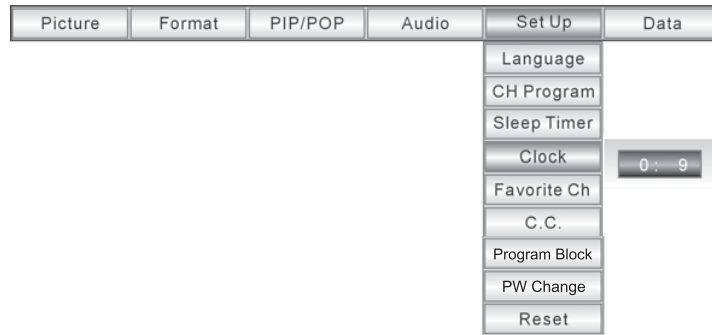 Picture Format PIP/POP Audio Set Up Data
Language
CH Program
Sleep Timer
Clock
0: 9
Favorite Ch
C.C.
Program Block
PW Change
Reset